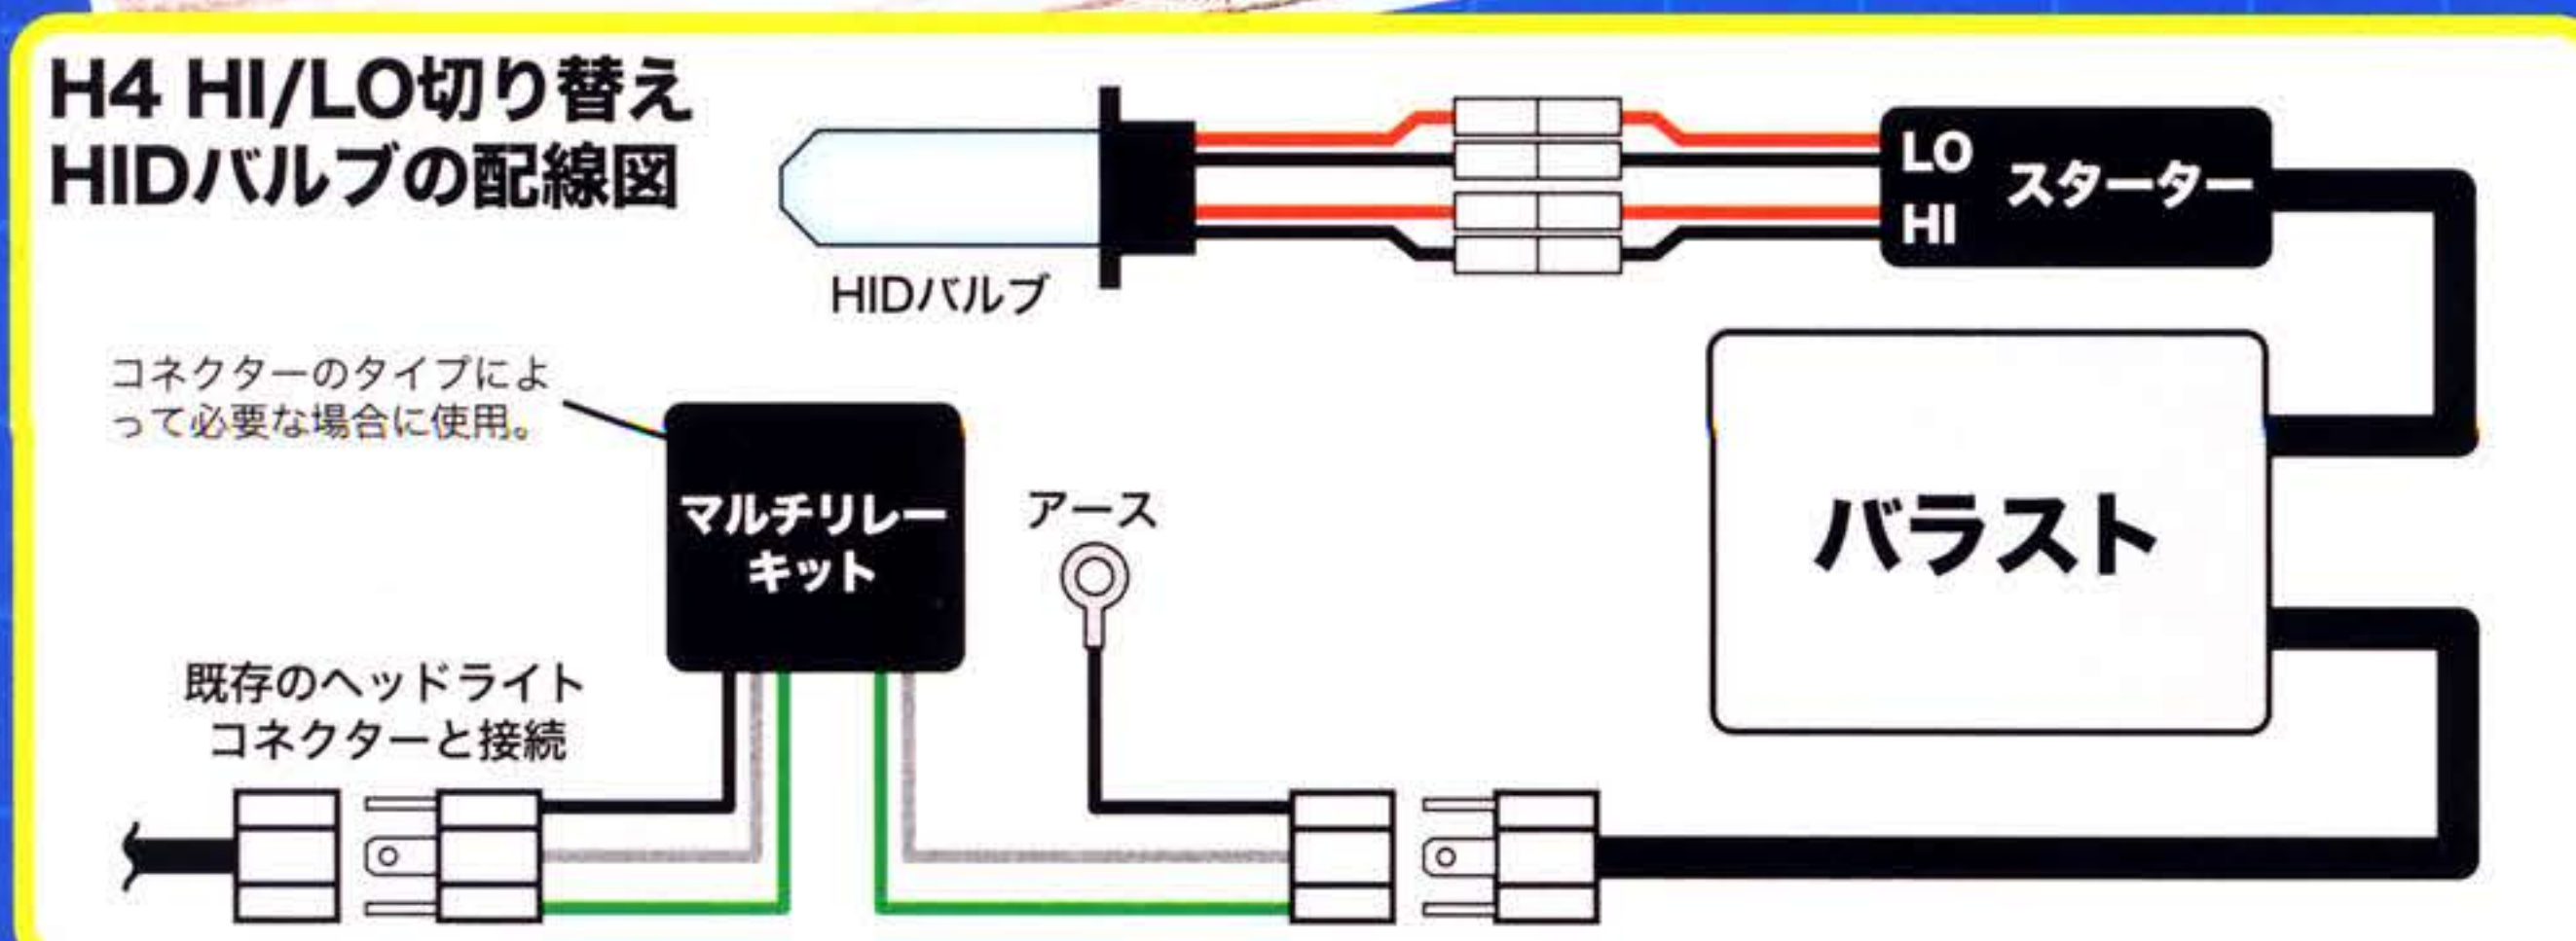 H4 HI/LO切り替え
HIDバルブの配線図
LO
スターター
HI
HIDバルブ
コネクターのタイプによ
って必要な場合に使用。
マルチリレー
キット
アース
バラスト
既存のヘッドライト
コネクターと接続